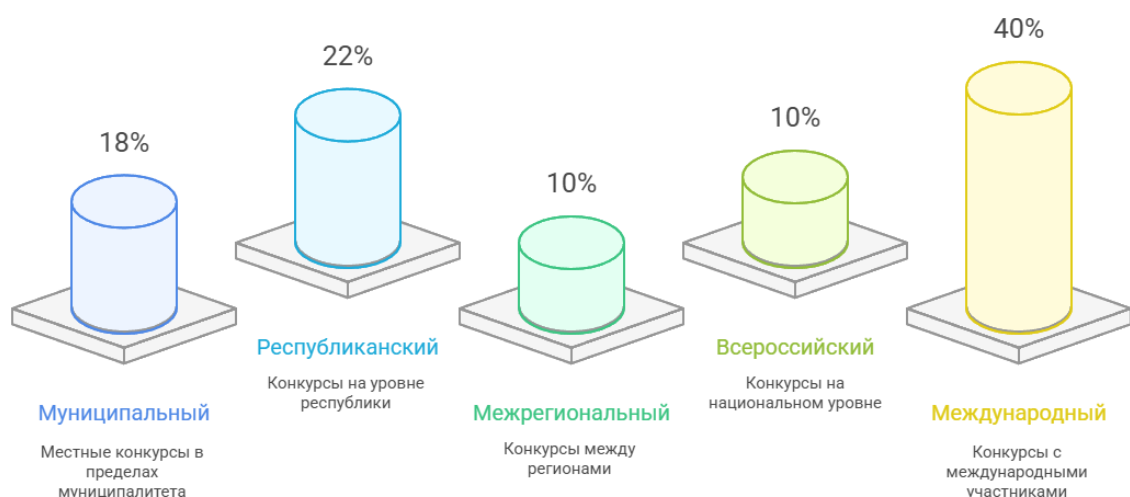 18%
Муниципальный
Местные конкурсы в
пределах
муниципалитета
22%
Республиканский
Конкурсы на уровне
республики
10%
Межрегиональный
Конкурсы между
регионами
10%
Всероссийский
Конкурсы на
национальном уровне
40%
Международный
Конкурсы с
международными
участниками